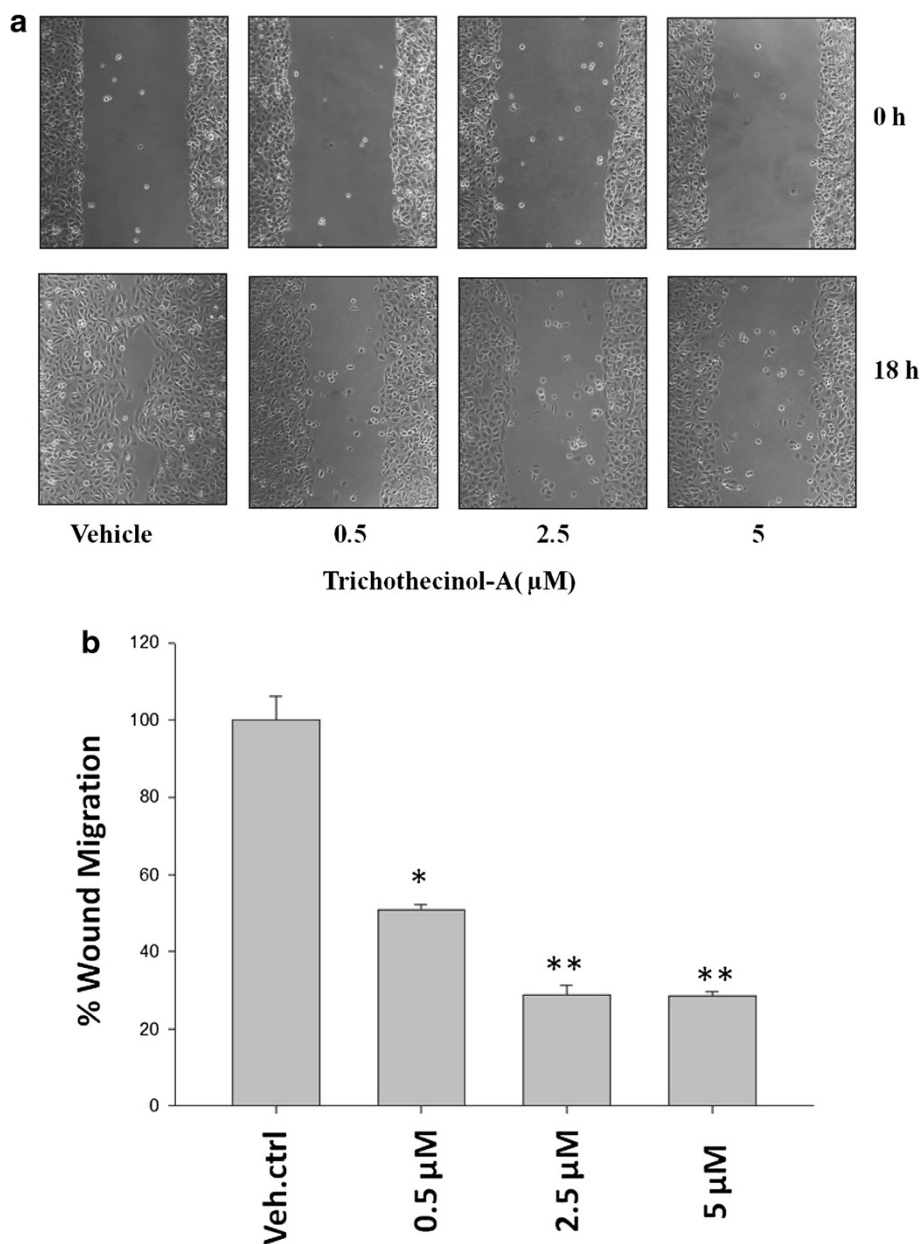 a
0 h
18 h
Vehicle 0.5 2.5 5
Trichothecinol-A( μM)
b
120
100
80
60
40
20
0
% Wound Migration
*
**
**
Veh.ctrl
0.5 μM
2.5 μM
5 μM